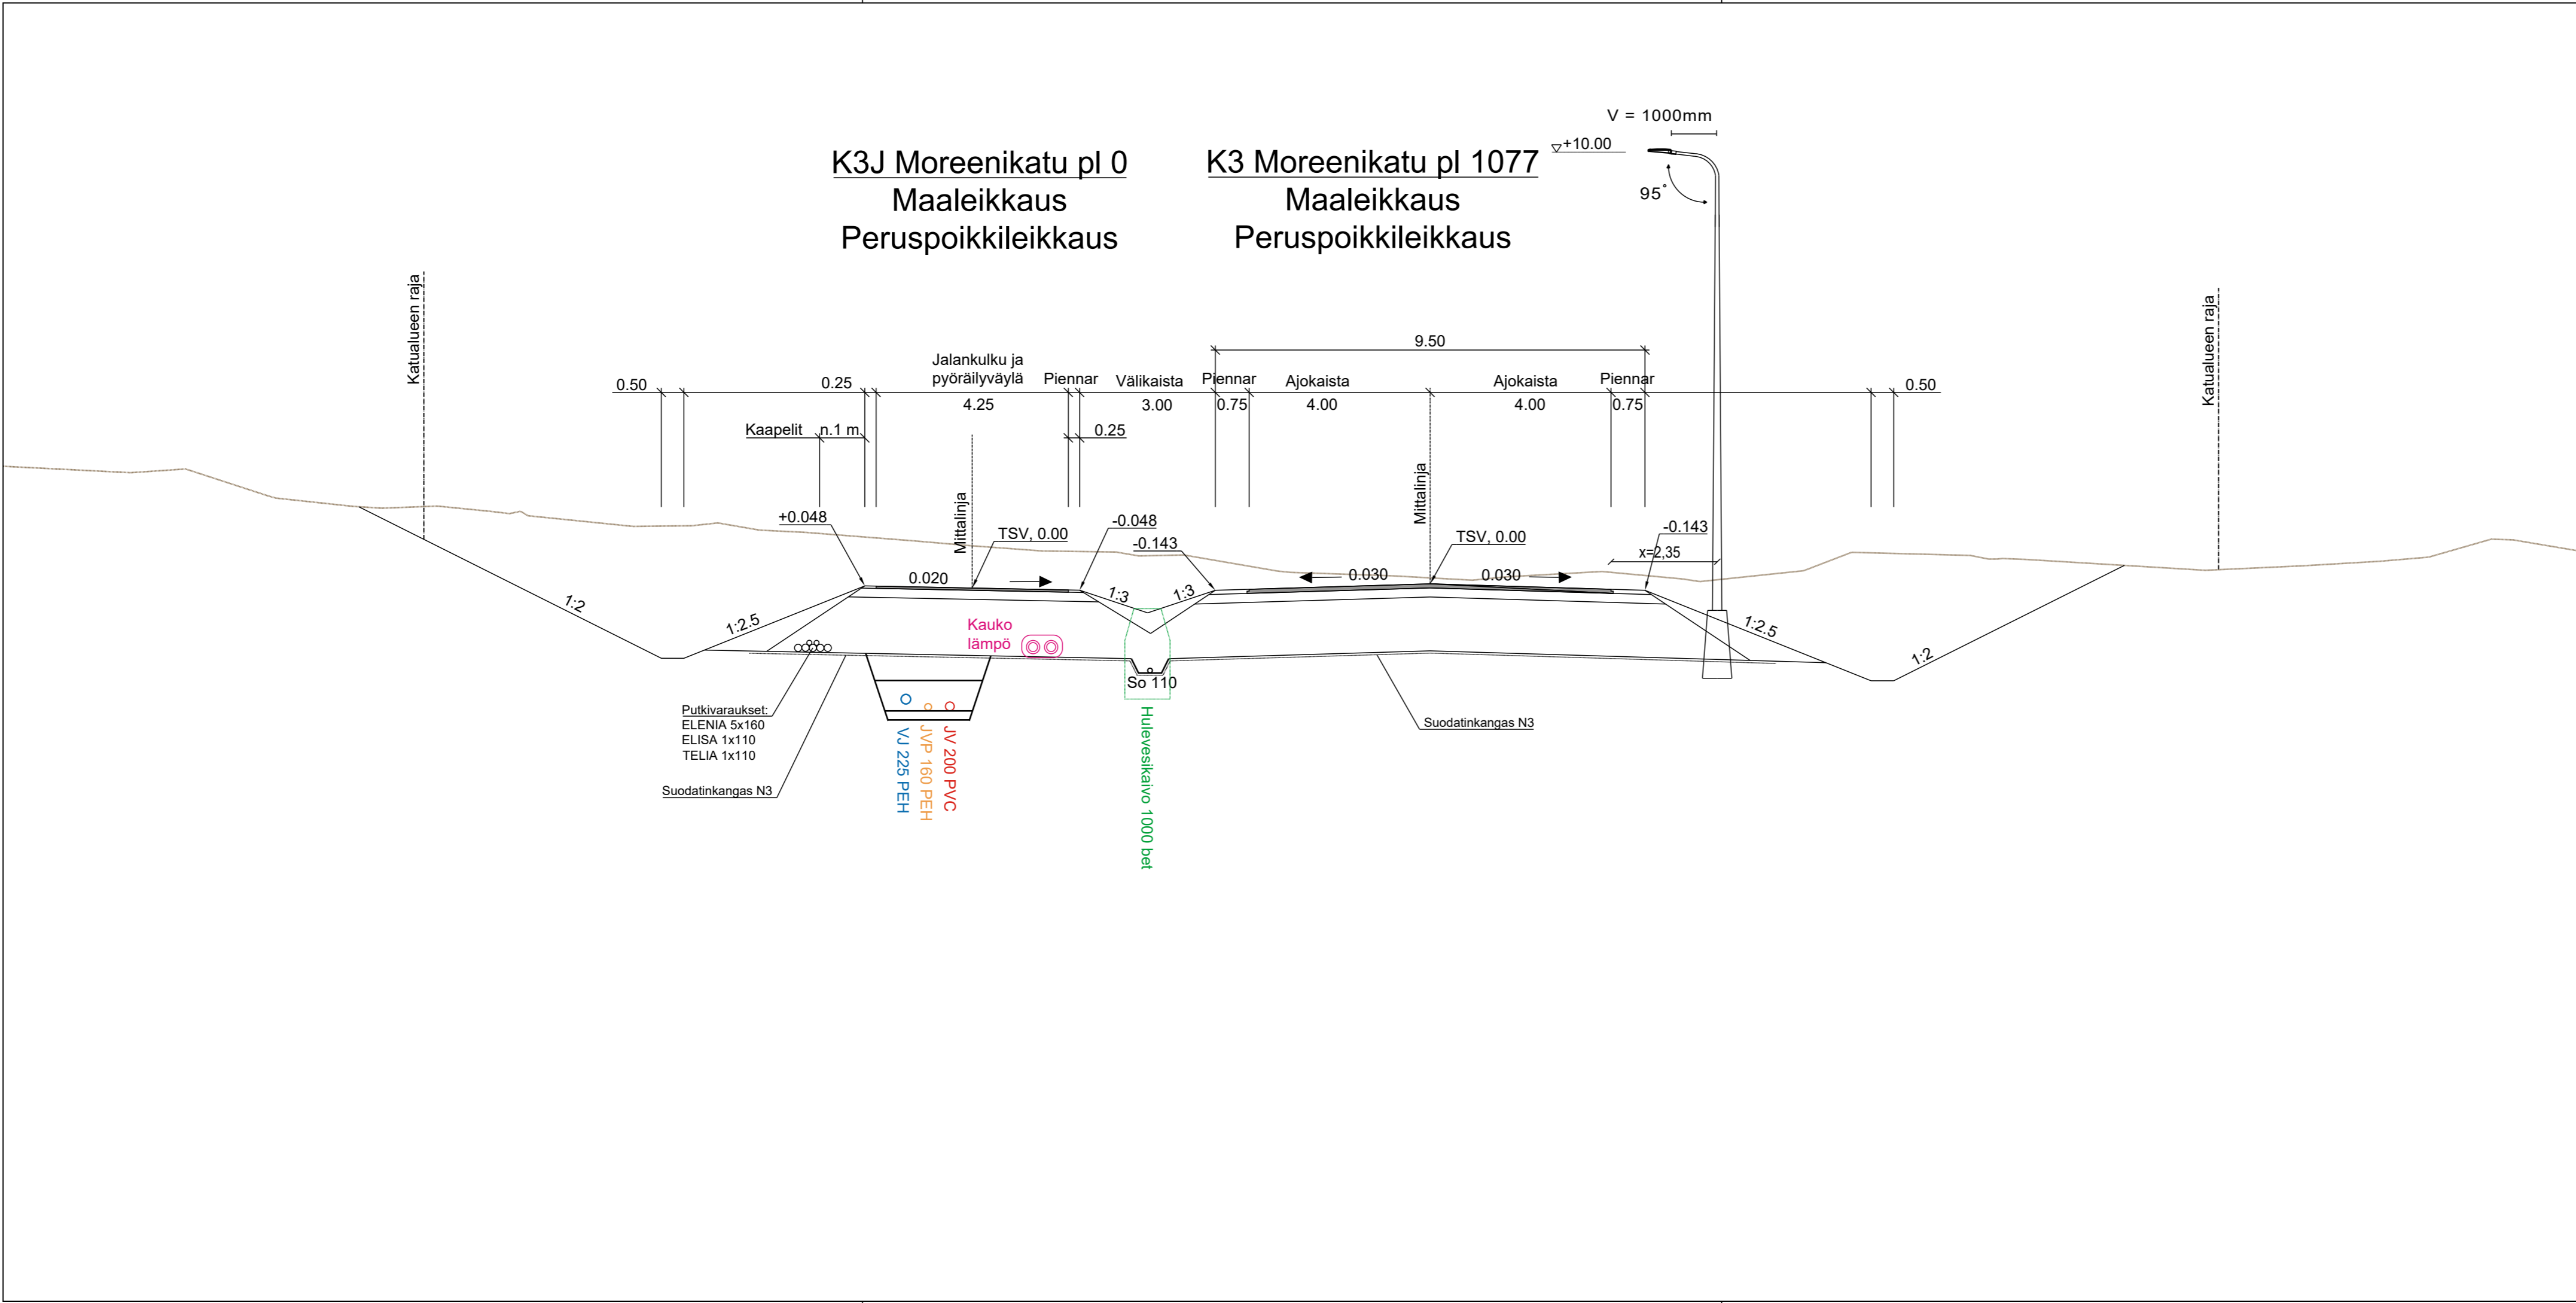 V = 1000mm
+10.00
95°
K3J Moreenikatu pl 0
Maaleikkaus
Peruspoikkileikkaus
K3 Moreenikatu pl 1077
Maaleikkaus
Peruspoikkileikkaus
Katualueen raja
Katualueen raja
9.50
0.50
0.25
Jalankulku ja
pyöräilyväylä
4.25
Piennar
Välikaista
3.00
Piennar
0.75
Ajokaista
4.00
Ajokaista
4.00
Piennar
0.75
0.50
Kaapelit n.1 m
0.25
Mittalinja
Mittalinja
+0.048
TSV, 0.00
-0.048
-0.143
TSV, 0.00
-0.143
x=2,35
0.020
0.030
0.030
1:2
1:2.5
1:3
1:3
1:2.5
1:2
Kauko
lämpö
So 110
Putkivaraukset:
ELENIA 5x160
ELISA 1x110
TELIA 1x110
Suodatinkangas N3
Suodatinkangas N3
VJ 225 PEH
JVP 160 PEH
JV 200 PVC
Hulevesikaivo 1000 bet